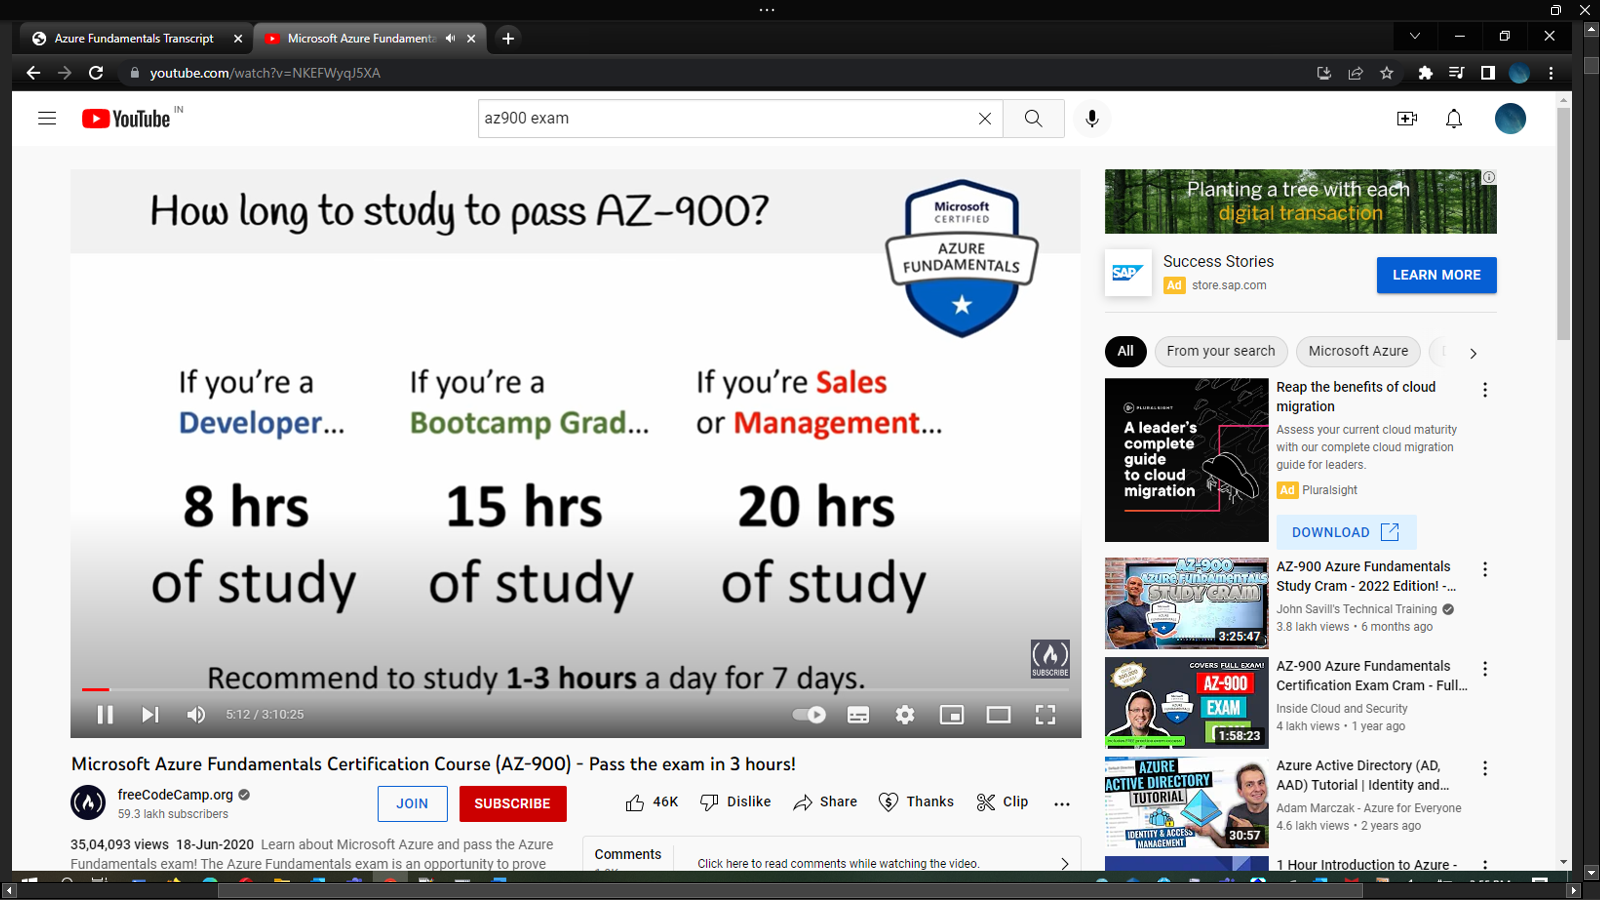 Azure Fundamentals Transcript
Microsoft Azure Fundamenta
youtube.com/watch?v=NKEFWyqJ5XA
YouTube IN
az900 exam
How long to study to pass AZ-900?
Microsoft
CERTIFIED
AZURE
FUNDAMENTALS
If you're a
Developer...
8 hrs
of study
If you're a
Bootcamp Grad...
15 hrs
of study
If you're Sales
or Management...
20 hrs
of study
Recommend to study 1-3 hours a day for 7 days.
SUBSCRIBE
5:12 / 3:10:25
Microsoft Azure Fundamentals Certification Course (AZ-900) - Pass the exam in 3 hours!
freeCodeCamp.org
59.3 lakh subscribers
JOIN
SUBSCRIBE
46K
Dislike
Share
Thanks
Clip
35,04,093 views 18-Jun-2020 Learn about Microsoft Azure and pass the Azure
Fundamentals exam! The Azure Fundamentals exam is an opportunity to prove
Comments
Click here to read comments while watching the video.
Planting a tree with each
digital transaction
SAP
Success Stories
Ad store.sap.com
LEARN MORE
All
From your search
Microsoft Azure
PLURALSIGHT
A leader's
complete
guide
to cloud
migration
Reap the benefits of cloud
migration
Assess your current cloud maturity
with our complete cloud migration
guide for leaders.
Ad Pluralsight
DOWNLOAD
AZ-900
AZURE FUNDAMENTALS
STUDY CRAM
3:25:47
AZ-900 Azure Fundamentals
Study Cram - 2022 Edition! -...
John Savill's Technical Training
3.8 lakh views • 6 months ago
COVERS FULL EXAM!
AZ-900
EXAM
1:58:23
AZ-900 Azure Fundamentals
Certification Exam Cram - Full...
Inside Cloud and Security
4 lakh views • 1 year ago
AZURE
ACTIVE DIRECTORY
TUTORIAL
IDENTITY & ACCESS
MANAGEMENT
30:57
Azure Active Directory (AD,
AAD) Tutorial | Identity and...
Adam Marczak - Azure for Everyone
4.6 lakh views • 2 years ago
1 Hour Introduction to Azure -